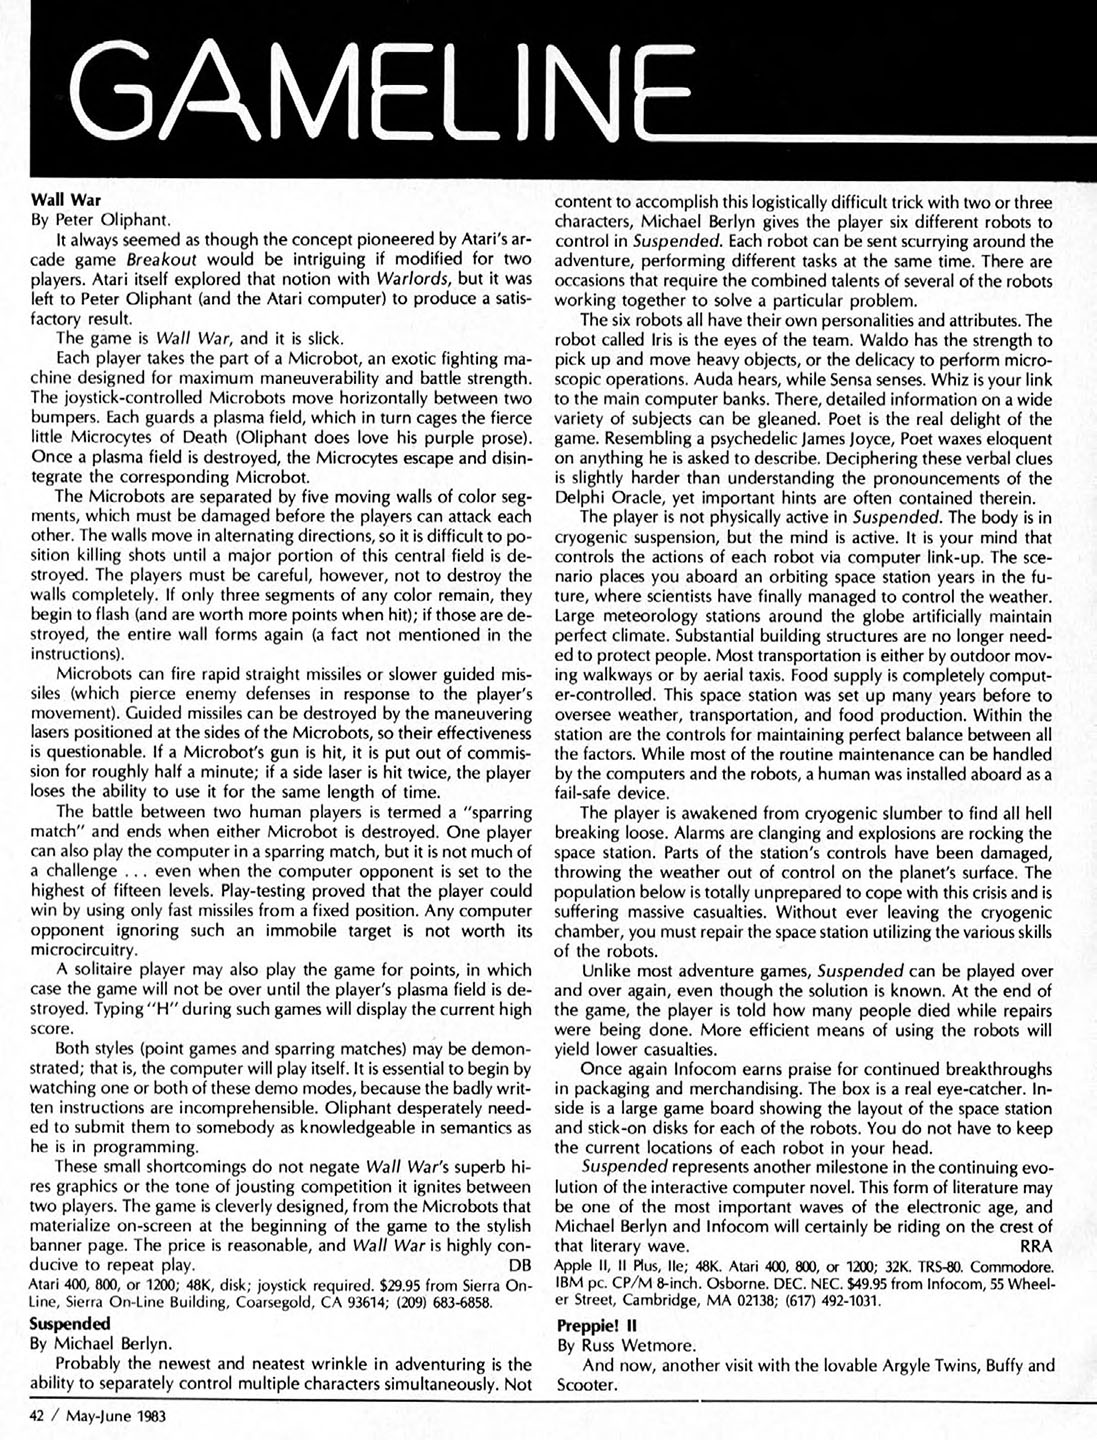 GAMELINE
Wall War
By Peter Oliphant.
It always seemed as though the concept pioneered by Atari's ar-
cade game Breakout would be intriguing if modified for two
players. Atari itself explored that notion with Warlords, but it was
left to Peter Oliphant (and the Atari computer) to produce a satis-
factory result.
The game is Wall War, and it is slick.
Each player takes the part of a Microbot, an exotic fighting ma-
chine designed for maximum maneuverability and battle strength.
The joystick-controlled Microbots move horizontally between two
bumpers. Each guards a plasma field, which in turn cages the fierce
little Microcytes of Death (Oliphant does love his purple prose).
Once a plasma field is destroyed, the Microcytes escape and disin-
tegrate the corresponding Microbot.
The Microbots are separated by five moving walls of color seg-
ments, which must be damaged before the players can attack each
other. The walls move in alternating directions, so it is difficult to po-
sition killing shots until a major portion of this central field is de-
stroyed. The players must be careful, however, not to destroy the
walls completely. If only three segments of any color remain, they
begin to flash (and are worth more points when hit); if those are de-
stroyed, the entire wall forms again (a fact not mentioned in the
instructions).
Microbots can fire rapid straight missiles or slower guided mis-
siles (which pierce enemy defenses in response to the player's
movement). Guided missiles can be destroyed by the maneuvering
lasers positioned at the sides of the Microbots, so their effectiveness
is questionable. If a Microbot's gun is hit, it is put out of commis-
sion for roughly half a minute; if a side laser is hit twice, the player
loses the ability to use it for the same length of time.
The battle between two human players is termed a "sparring
match" and ends when either Microbot is destroyed. One player
can also play the computer in a sparring match, but it is not much of
a challenge . . . even when the computer opponent is set to the
highest of fifteen levels. Play-testing proved that the player could
win by using only fast missiles from a fixed position. Any computer
opponent ignoring such an immobile target is not worth its
microcircuitry.
A solitaire player may also play the game for points, in which
case the game will not be over until the player's plasma field is de-
stroyed. Typing "H" during such games will display the current high
score.
Both styles (point games and sparring matches) may be demon-
strated; that is, the computer will play itself. It is essential to begin by
watching one or both of these demo modes, because the badly writ-
ten instructions are incomprehensible. Oliphant desperately need-
ed to submit them to somebody as knowledgeable in semantics as
he is in programming.
These small shortcomings do not negate Wall War's superb hi-
res graphics or the tone of jousting competition it ignites between
two players. The game is cleverly designed, from the Microbots that
materialize on-screen at the beginning of the game to the stylish
banner page. The price is reasonable, and Wall War is highly con-
ducive to repeat play. DB
Atari 400, 800, or 1200; 48K, disk; joystick required. $29.95 from Sierra On-
Line, Sierra On-Line Building, Coarsegold, CA 93614; (209) 683-6858.
Suspended
By Michael Berlyn.
Probably the newest and neatest wrinkle in adventuring is the
ability to separately control multiple characters simultaneously. Not
content to accomplish this logistically difficult trick with two or three
characters, Michael Berlyn gives the player six different robots to
control in Suspended. Each robot can be sent scurrying around the
adventure, performing different tasks at the same time. There are
occasions that require the combined talents of several of the robots
working together to solve a particular problem.
The six robots all have their own personalities and attributes. The
robot called Iris is the eyes of the team. Waldo has the strength to
pick up and move heavy objects, or the delicacy to perform micro-
scopic operations. Auda hears, while Sensa senses. Whiz is your link
to the main computer banks. There, detailed information on a wide
variety of subjects can be gleaned. Poet is the real delight of the
game. Resembling a psychedelic James Joyce, Poet waxes eloquent
on anything he is asked to describe. Deciphering these verbal clues
is slightly harder than understanding the pronouncements of the
Delphi Oracle, yet important hints are often contained therein.
The player is not physically active in Suspended. The body is in
cryogenic suspension, but the mind is active. It is your mind that
controls the actions of each robot via computer link-up. The sce-
nario places you aboard an orbiting space station years in the fu-
ture, where scientists have finally managed to control the weather.
Large meteorology stations around the globe artificially maintain
perfect climate. Substantial building structures are no longer need-
ed to protect people. Most transportation is either by outdoor mov-
ing walkways or by aerial taxis. Food supply is completely comput-
er-controlled. This space station was set up many years before to
oversee weather, transportation, and food production. Within the
station are the controls for maintaining perfect balance between all
the factors. While most of the routine maintenance can be handled
by the computers and the robots, a human was installed aboard as a
fail-safe device.
The player is awakened from cryogenic slumber to find all hell
breaking loose. Alarms are clanging and explosions are rocking the
space station. Parts of the station's controls have been damaged,
throwing the weather out of control on the planet's surface. The
population below is totally unprepared to cope with this crisis and is
suffering massive casualties. Without ever leaving the cryogenic
chamber, you must repair the space station utilizing the various skills
of the robots.
Unlike most adventure games, Suspended can be played over
and over again, even though the solution is known. At the end of
the game, the player is told how many people died while repairs
were being done. More efficient means of using the robots will
yield lower casualties.
Once again Infocom earns praise for continued breakthroughs
in packaging and merchandising. The box is a real eye-catcher. In-
side is a large game board showing the layout of the space station
and stick-on disks for each of the robots. You do not have to keep
the current locations of each robot in your head.
Suspended represents another milestone in the continuing evo-
lution of the interactive computer novel. This form of literature may
be one of the most important waves of the electronic age, and
Michael Berlyn and Infocom will certainly be riding on the crest of
that literary wave. RRA
Apple II, II Plus, IIe; 48K. Atari 400, 800, or 1200; 32K. TRS-80. Commodore.
IBM pc. CP/M 8-inch. Osborne. DEC. NEC. $49.95 from Infocom, 55 Wheel-
er Street, Cambridge, MA 02138; (617) 492-1031.
Preppie! II
By Russ Wetmore.
And now, another visit with the lovable Argyle Twins, Buffy and
Scooter.
42 / May-June 1983